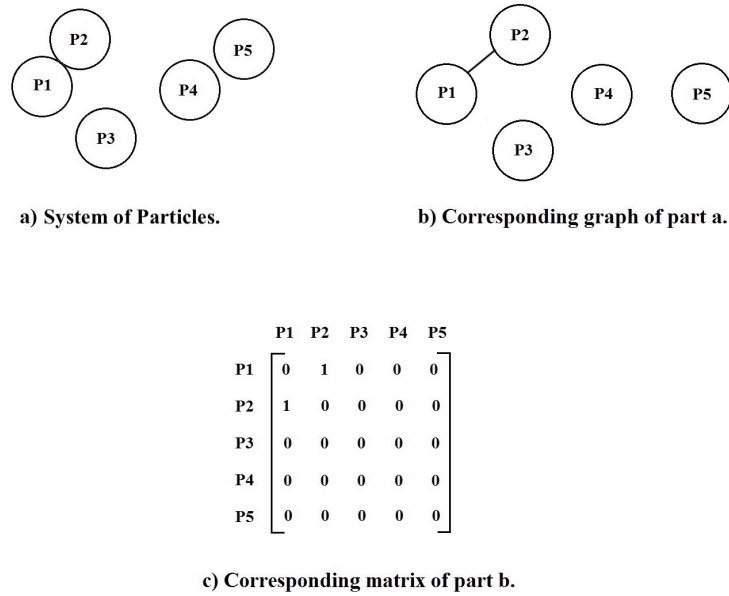 P2
P5
P1
P4
P3
a) System of Particles.
P2
P1
P4
P5
P3
b) Corresponding graph of part a.
P1 P2 P3 P4 P5
P1 0 1 0 0 0
P2 1 0 0 0 0
P3 0 0 0 0 0
P4 0 0 0 0 0
P5 0 0 0 0 0
c) Corresponding matrix of part b.